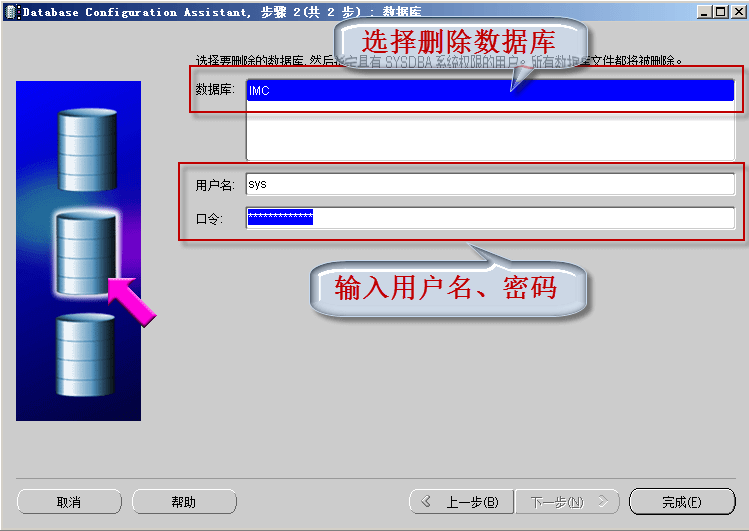 Database Configuration Assistant, 步骤 2(共 2 步) : 数据库
选择删除数据库
选择要删除的数据库,然后指定具有 SYSDBA 系统权限的用户。所有数据库文件都将被删除。
数据库:
IMC
用户名:
sys
口令:
*************
输入用户名、密码
取消
帮助
上一步(B)
下一步(N)
完成(F)